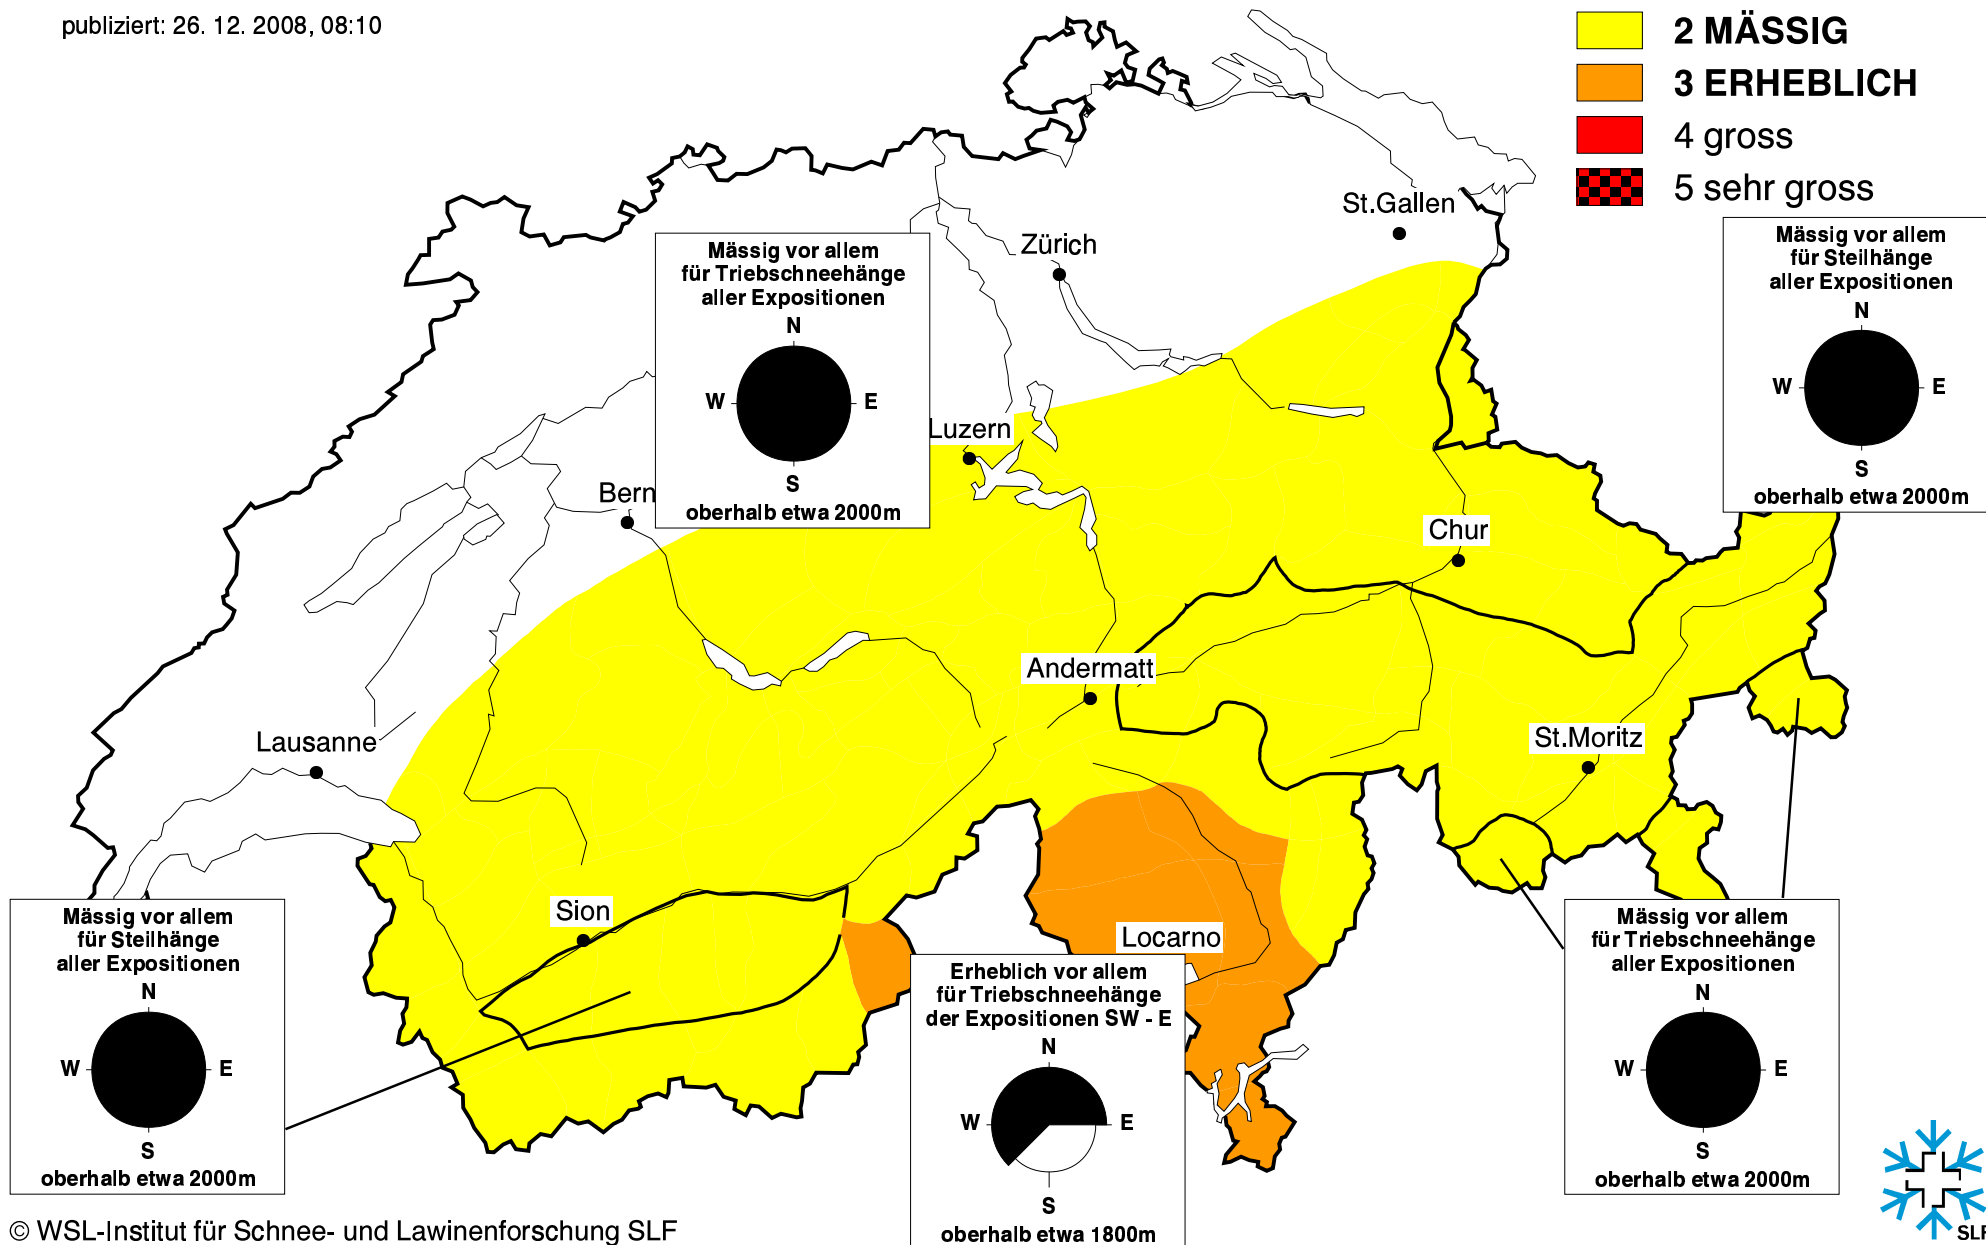 publiziert: 26. 12. 2008, 08:10
2 MÄSSIG
3 ERHEBLICH
4 gross
5 sehr gross
St.Gallen
Zürich
Luzern
Bern
Chur
Andermatt
St.Moritz
Lausanne
Sion
Locarno
Mässig vor allem
für Triebschneehänge
aller Expositionen
N
W E
S
oberhalb etwa 2000m
Mässig vor allem
für Steilhänge
aller Expositionen
N
W E
S
oberhalb etwa 2000m
Mässig vor allem
für Steilhänge
aller Expositionen
N
W E
S
oberhalb etwa 2000m
Erheblich vor allem
für Triebschneehänge
der Expositionen SW - E
N
W E
S
oberhalb etwa 1800m
Mässig vor allem
für Triebschneehänge
aller Expositionen
N
W E
S
oberhalb etwa 2000m
© WSL-Institut für Schnee- und Lawinenforschung SLF
SLF